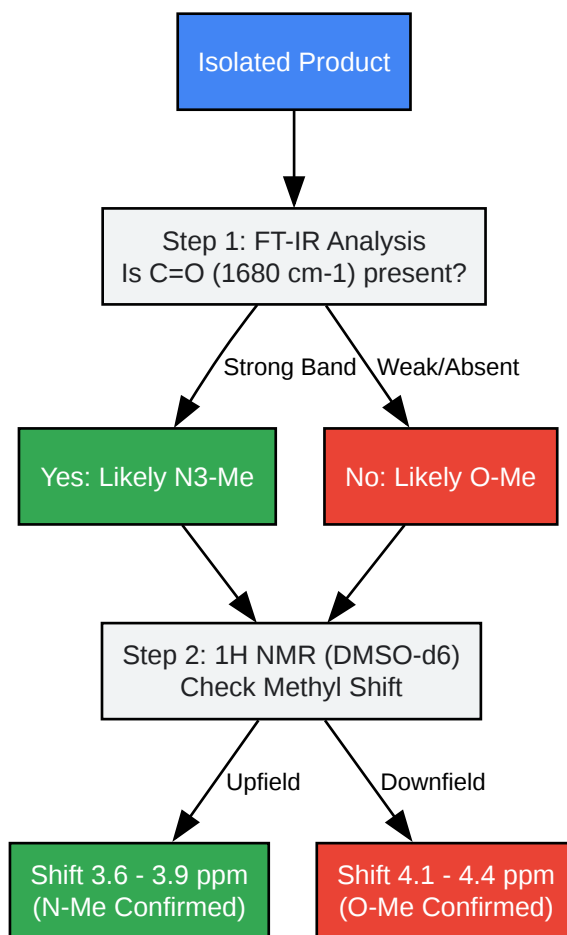 Isolated Product
Step 1: FT-IR Analysis
Is C=O (1680 cm-1) present?
Strong Band
Weak/Absent
Yes: Likely N3-Me
No: Likely O-Me
Step 2: 1H NMR (DMSO-d6)
Check Methyl Shift
Upfield
Downfield
Shift 3.6 - 3.9 ppm
(N-Me Confirmed)
Shift 4.1 - 4.4 ppm
(O-Me Confirmed)